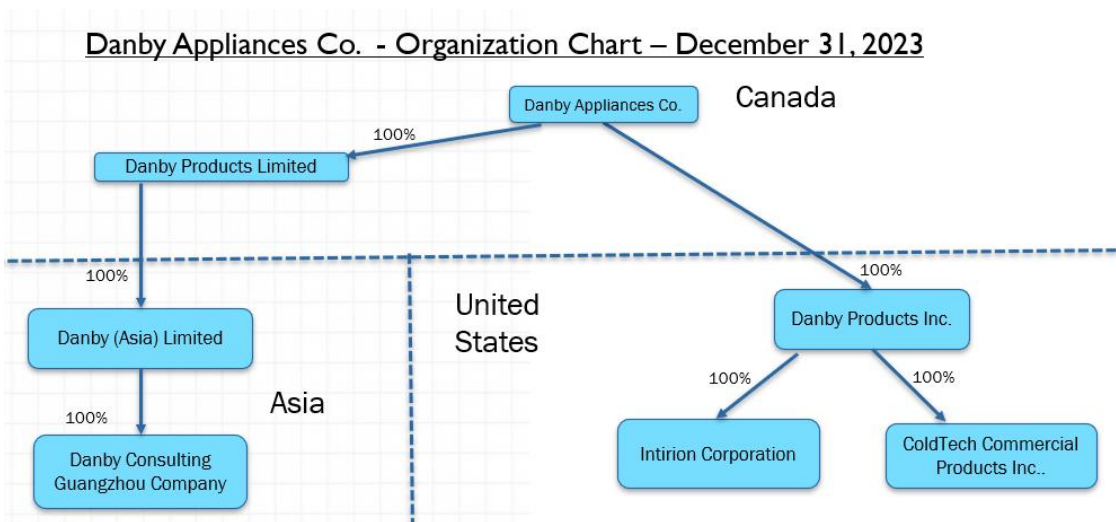 Danby Appliances Co. - Organization Chart – December 31, 2023
Danby Appliances Co.
Canada
100%
Danby Products Limited
100%
100%
Danby (Asia) Limited
United
States
Danby Products Inc.
100%
100%
100%
Asia
Danby Consulting
Guangzhou Company
Intirion Corporation
ColdTech Commercial
Products Inc..